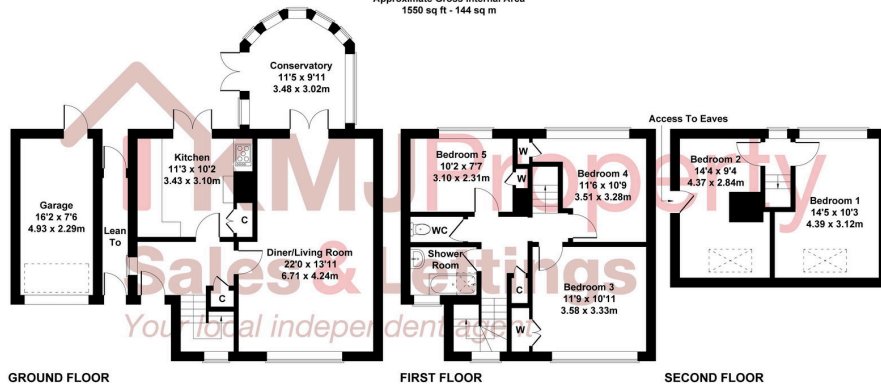 Approximate Gross Internal Area
1550 sq ft - 144 sq m
Conservatory
11'5 x 9'11
3.48 x 3.02m
Kitchen
11'3 x 10'2
3.43 x 3.10m
Garage
16'2 x 7'6
4.93 x 2.29m
Lean
To
C
Diner/Living Room
22'0 x 13'11
6.71 x 4.24m
C
GROUND FLOOR
Bedroom 5
10'2 x 7'7
3.10 x 2.31m
W
W
Bedroom 4
11'6 x 10'9
3.51 x 3.28m
WC
Shower
Room
C
Bedroom 3
11'9 x 10'11
3.58 x 3.33m
W
FIRST FLOOR
Access To Eaves
Bedroom 2
14'4 x 9'4
4.37 x 2.84m
Bedroom 1
14'5 x 10'3
4.39 x 3.12m
SECOND FLOOR
KMJ Property
Sales & Lettings
Your local independent agent